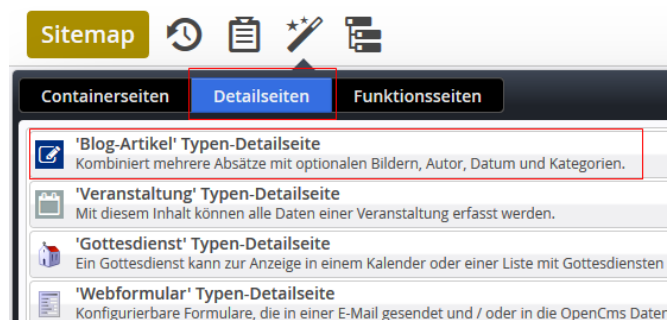 Sitemap
Containerseiten Detailseiten Funktionsseiten
'Blog-Artikel' Typen-Detailseite
Kombiniert mehrere Absätze mit optionalen Bildern, Autor, Datum und Kategorien.
'Veranstaltung' Typen-Detailseite
Mit diesem Inhalt können alle Daten einer Veranstaltung erfasst werden.
'Gottesdienst' Typen-Detailseite
Ein Gottesdienst kann zur Anzeige in einem Kalender oder einer Liste mit Gottesdiensten
'Webformular' Typen-Detailseite
Konfigurierbare Formulare, die in einer E-Mail gesendet und / oder in die OpenCms Daten